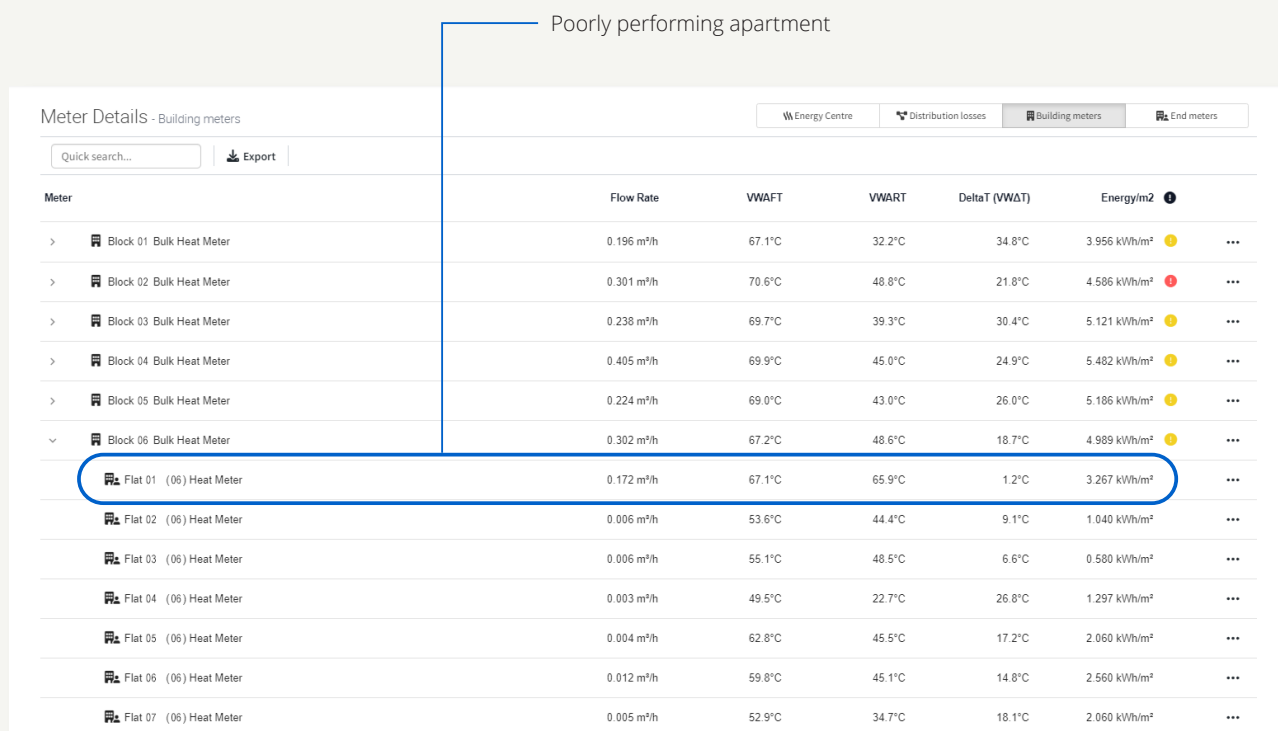 Poorly performing apartment
Meter Details - Building meters
Energy Centre Distribution losses Building meters End meters
Quick search... Export
Meter Flow Rate VWAFT VWART DeltaT (VWΔT) Energy/m2
Block 01 Bulk Heat Meter 0.196 m³/h 67.1°C 32.2°C 34.8°C 3.956 kWh/m²
Block 02 Bulk Heat Meter 0.301 m³/h 70.6°C 48.8°C 21.8°C 4.586 kWh/m²
Block 03 Bulk Heat Meter 0.238 m³/h 69.7°C 39.3°C 30.4°C 5.121 kWh/m²
Block 04 Bulk Heat Meter 0.405 m³/h 69.9°C 45.0°C 24.9°C 5.482 kWh/m²
Block 05 Bulk Heat Meter 0.224 m³/h 69.0°C 43.0°C 26.0°C 5.186 kWh/m²
Block 06 Bulk Heat Meter 0.302 m³/h 67.2°C 48.6°C 18.7°C 4.989 kWh/m²
Flat 01 (06) Heat Meter 0.172 m³/h 67.1°C 65.9°C 1.2°C 3.267 kWh/m²
Flat 02 (06) Heat Meter 0.006 m³/h 53.6°C 44.4°C 9.1°C 1.040 kWh/m²
Flat 03 (06) Heat Meter 0.006 m³/h 55.1°C 48.5°C 6.6°C 0.580 kWh/m²
Flat 04 (06) Heat Meter 0.003 m³/h 49.5°C 22.7°C 26.8°C 1.297 kWh/m²
Flat 05 (06) Heat Meter 0.004 m³/h 62.8°C 45.5°C 17.2°C 2.060 kWh/m²
Flat 06 (06) Heat Meter 0.012 m³/h 59.8°C 45.1°C 14.8°C 2.560 kWh/m²
Flat 07 (06) Heat Meter 0.005 m³/h 52.9°C 34.7°C 18.1°C 2.060 kWh/m²